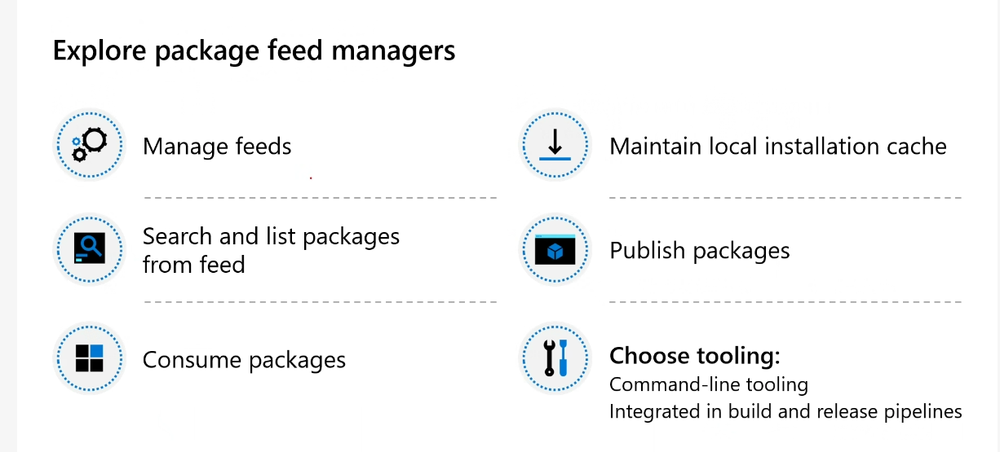 Explore package feed managers
Manage feeds
Search and list packages
from feed
Consume packages
Maintain local installation cache
Publish packages
Choose tooling:
Command-line tooling
Integrated in build and release pipelines